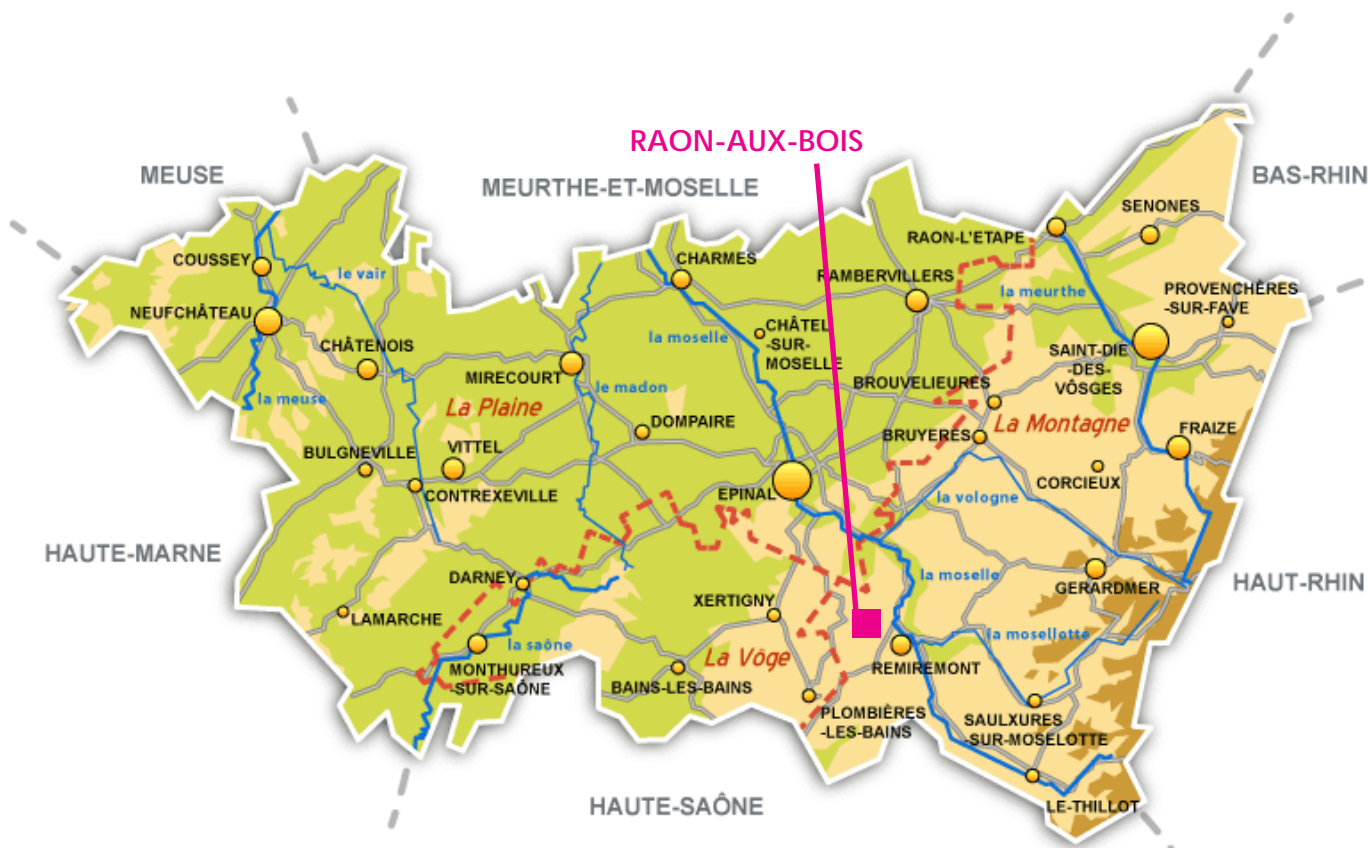 RAON-AUX-BOIS
MEUSE
MEURTHE-ET-MOSELLE
BAS-RHIN
SENONES
RAON-L'ETAPE
COUSSEY
le vair
CHARMES
RAMBERVILLERS
la meurthe
PROVENCHÈRES
-SUR-FAVE
NEUFCHÂTEAU
CHÂTENOIS
la moselle
CHÂTEL
-SUR-
MOSELLE
SAINT-DIE
-DES-
VÔSGES
MIRECOURT
le madon
BROUVELIEURES
la meuse
La Plaine
DOMPAIRE
La Montagne
BRUYERES
FRAIZE
BULGNEVILLE
VITTEL
CORCIEUX
CONTREXEVILLE
EPINAL
la vologne
HAUTE-MARNE
DARNEY
la moselle
GERARDMER
HAUT-RHIN
XERTIGNY
LAMARCHE
la saône
la mosellotte
La Vôge
REMIREMONT
MONTHUREUX
-SUR-SAÔNE
BAINS-LES-BAINS
PLOMBIÈRES
-LES-BAINS
SAULXURES
-SUR-MOSELOTTE
HAUTE-SAÔNE
LE-THILLOT